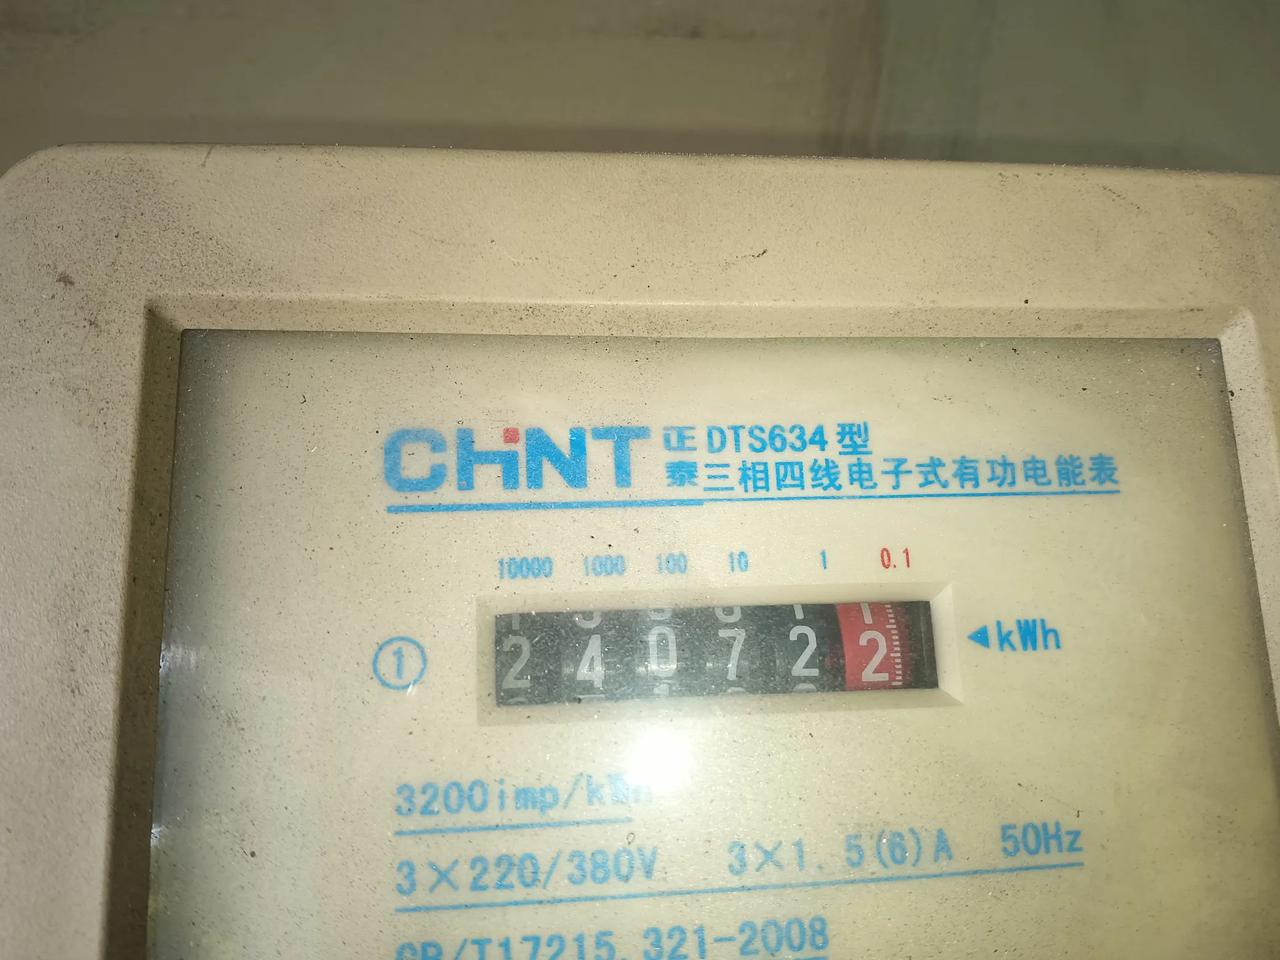 CHNT 正泰 DTS634型
三相四线电子式有功电能表
10000 1000 100 10 1 0.1
① 2 4 0 7 2 2 ◀kWh
3200imp/kWh
3×220/380V 3×1.5(6)A 50Hz
GB/T17215.321-2008